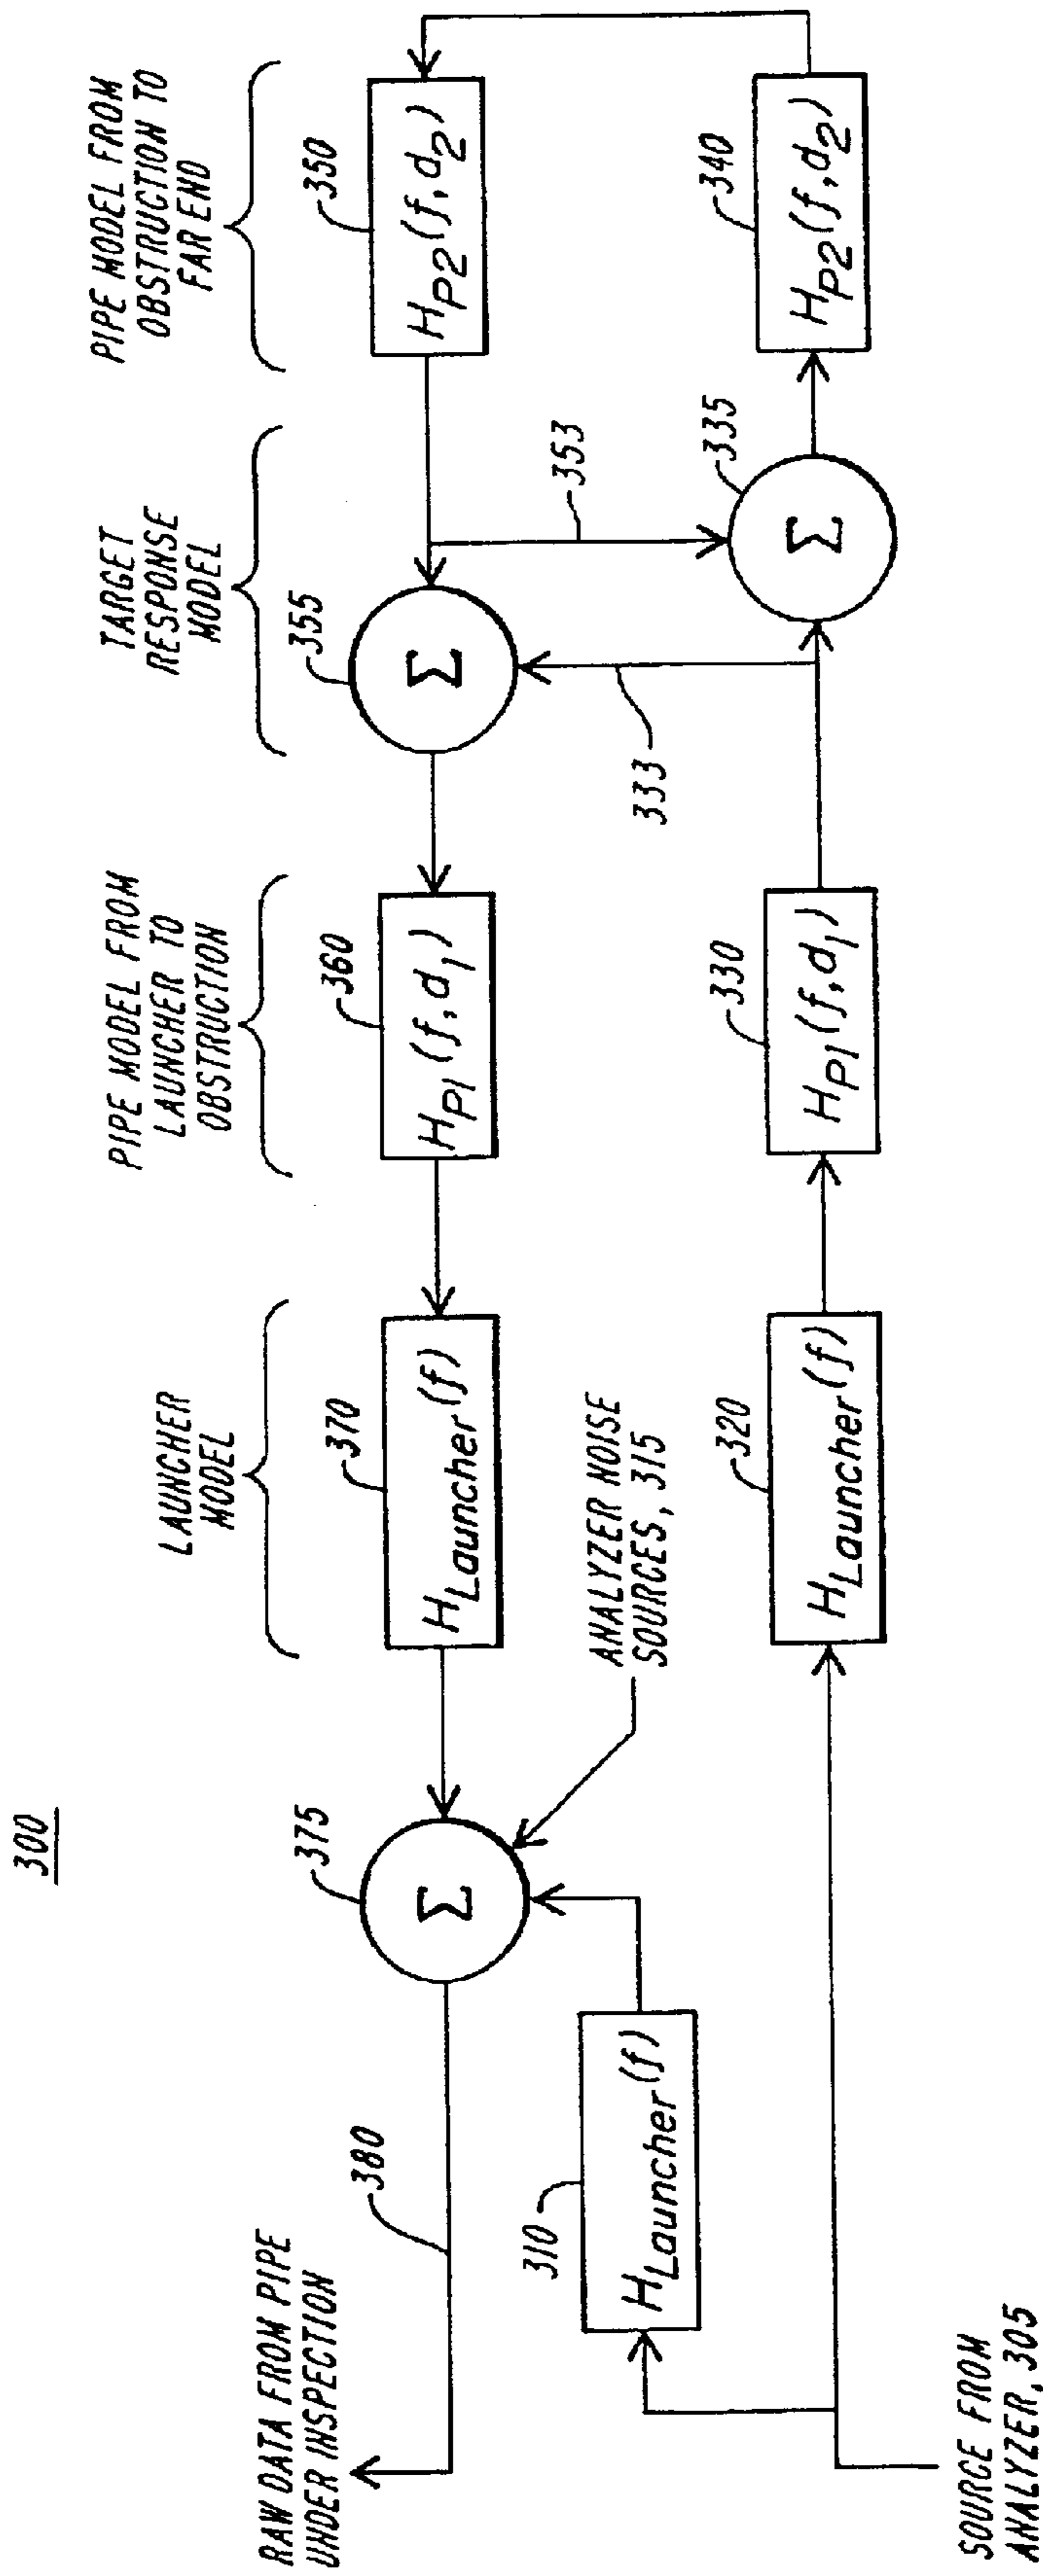 300
RAW DATA FROM PIPE
UNDER INSPECTION
380
375
Σ
LAUNCHER
MODEL
370
H_Launcher(f)
PIPE MODEL FROM
LAUNCHER TO
OBSTRUCTION
360
H_P1(f,d_1)
TARGET
RESPONSE
MODEL
355
Σ
PIPE MODEL FROM
OBSTRUCTION TO
FAR END
350
H_P2(f,d_2)
310
H_Launcher(f)
ANALYZER NOISE
SOURCES, 315
333
353
SOURCE FROM
ANALYZER, 305
320
H_Launcher(f)
330
H_P1(f,d_1)
335
Σ
340
H_P2(f,d_2)